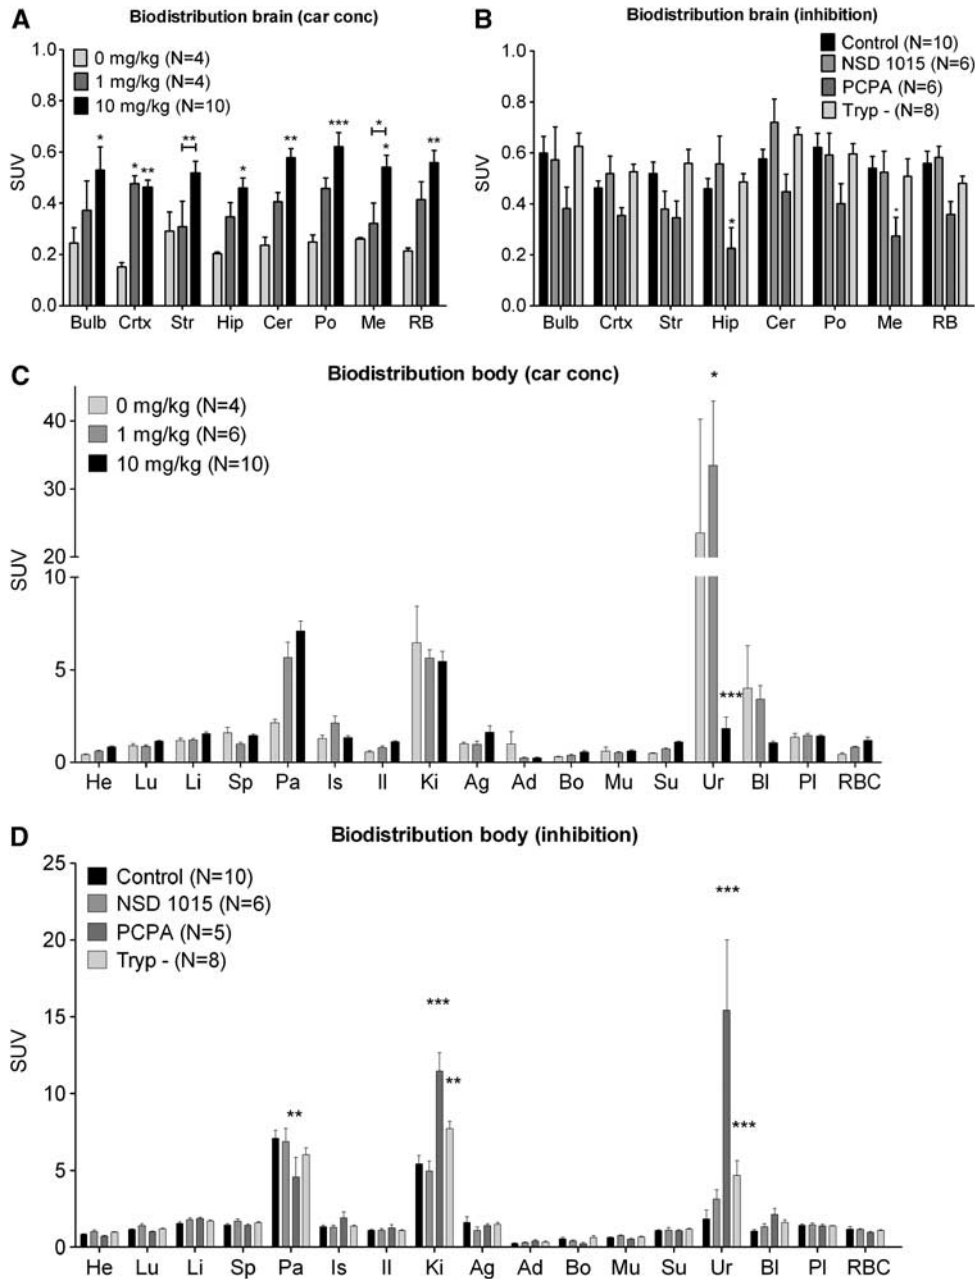 A
Biodistribution brain (car conc)
0 mg/kg (N=4)
1 mg/kg (N=4)
10 mg/kg (N=10)
SUV
1.0
0.8
0.6
0.4
0.2
0.0
* * ** ** * ** *** * * **
Bulb Crtx Str Hip Cer Po Me RB
B
Biodistribution brain (inhibition)
Control (N=10)
NSD 1015 (N=6)
PCPA (N=6)
Tryp - (N=8)
SUV
1.0
0.8
0.6
0.4
0.2
0.0
* *
Bulb Crtx Str Hip Cer Po Me RB
C
Biodistribution body (car conc)
0 mg/kg (N=4)
1 mg/kg (N=6)
10 mg/kg (N=10)
SUV
40
30
20
10
5
0
*
***
He Lu Li Sp Pa Is Il Ki Ag Ad Bo Mu Su Ur Bl Pl RBC
D
Biodistribution body (inhibition)
Control (N=10)
NSD 1015 (N=6)
PCPA (N=5)
Tryp - (N=8)
SUV
25
20
15
10
5
0
** *** ** *** ***
He Lu Li Sp Pa Is Il Ki Ag Ad Bo Mu Su Ur Bl Pl RBC